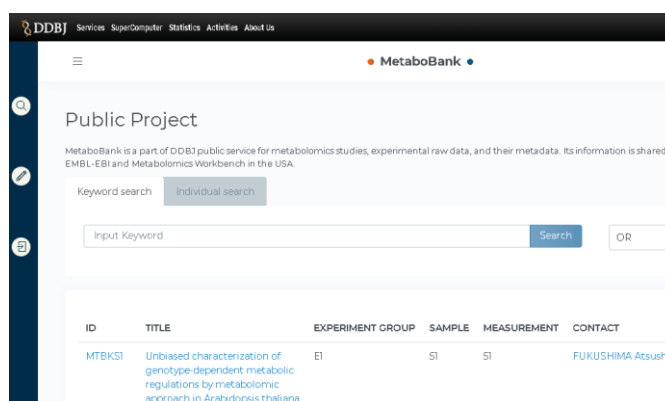 DDBJ Services SuperComputer Statistics Activities About Us
MetaboBank
Public Project
MetaboBank is a part of DDBJ public service for metabolomics studies, experimental raw data, and their metadata. Its information is shared
EMBL-EBI and Metabolomics Workbench in the USA.
Keyword search Individual search
Input Keyword Search OR
ID TITLE EXPERIMENT GROUP SAMPLE MEASUREMENT CONTACT
MTBKS1 Unbiased characterization of E1 S1 S1 FUKUSHIMA Atsush
genotype-dependent metabolic
regulations by metabolomic
approach in Arabidopsis thaliana